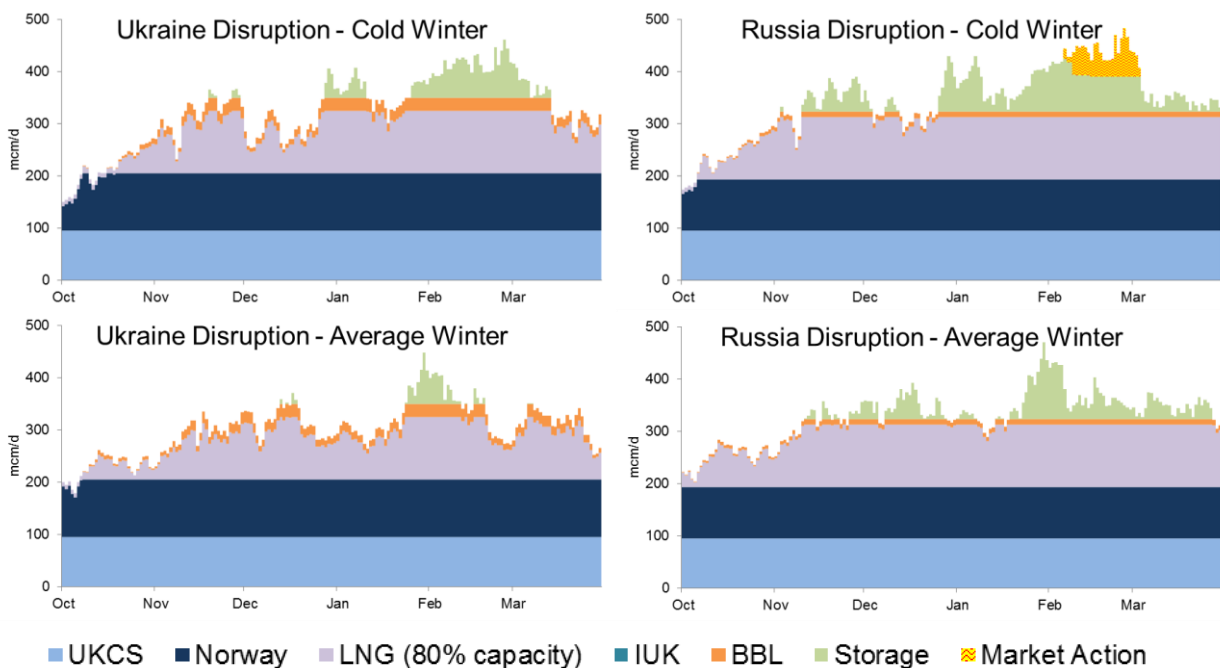 Ukraine Disruption - Cold Winter
500
400
300
200
100
0
mcm/d
Oct Nov Dec Jan Feb Mar
Russia Disruption - Cold Winter
500
400
300
200
100
0
mcm/d
Oct Nov Dec Jan Feb Mar
Ukraine Disruption - Average Winter
500
400
300
200
100
0
mcm/d
Oct Nov Dec Jan Feb Mar
Russia Disruption - Average Winter
500
400
300
200
100
0
mcm/d
Oct Nov Dec Jan Feb Mar
UKCS Norway LNG (80% capacity) IUK BBL Storage Market Action